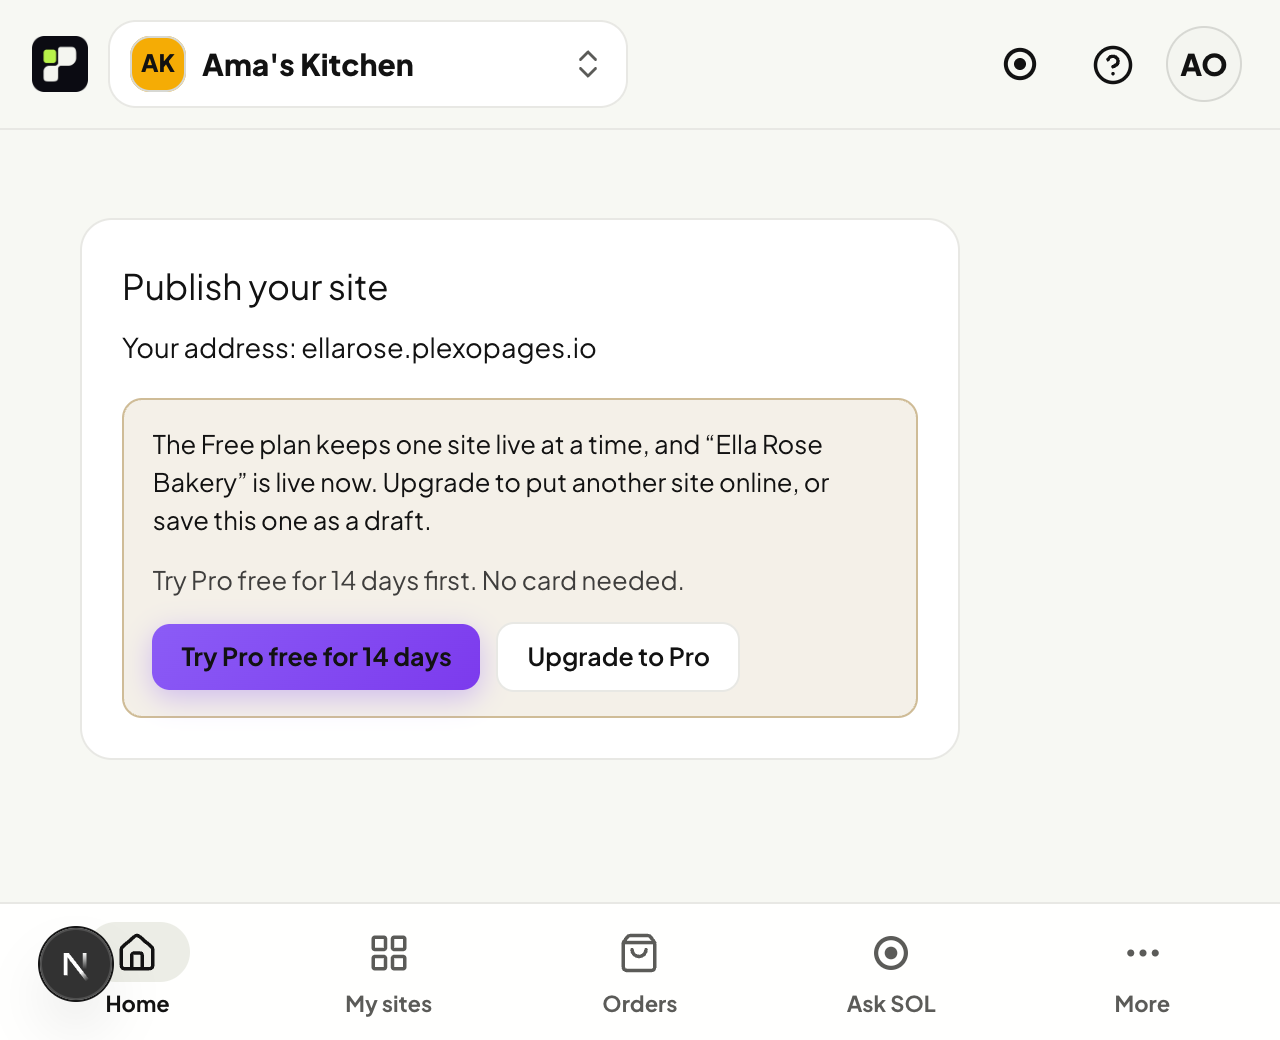 AK
Ama's Kitchen
AO
Publish your site
Your address: ellarose.plexopages.io
The Free plan keeps one site live at a time, and “Ella Rose
Bakery” is live now. Upgrade to put another site online, or
save this one as a draft.
Try Pro free for 14 days first. No card needed.
Try Pro free for 14 days
Upgrade to Pro
N
Home
My sites
Orders
Ask SOL
More